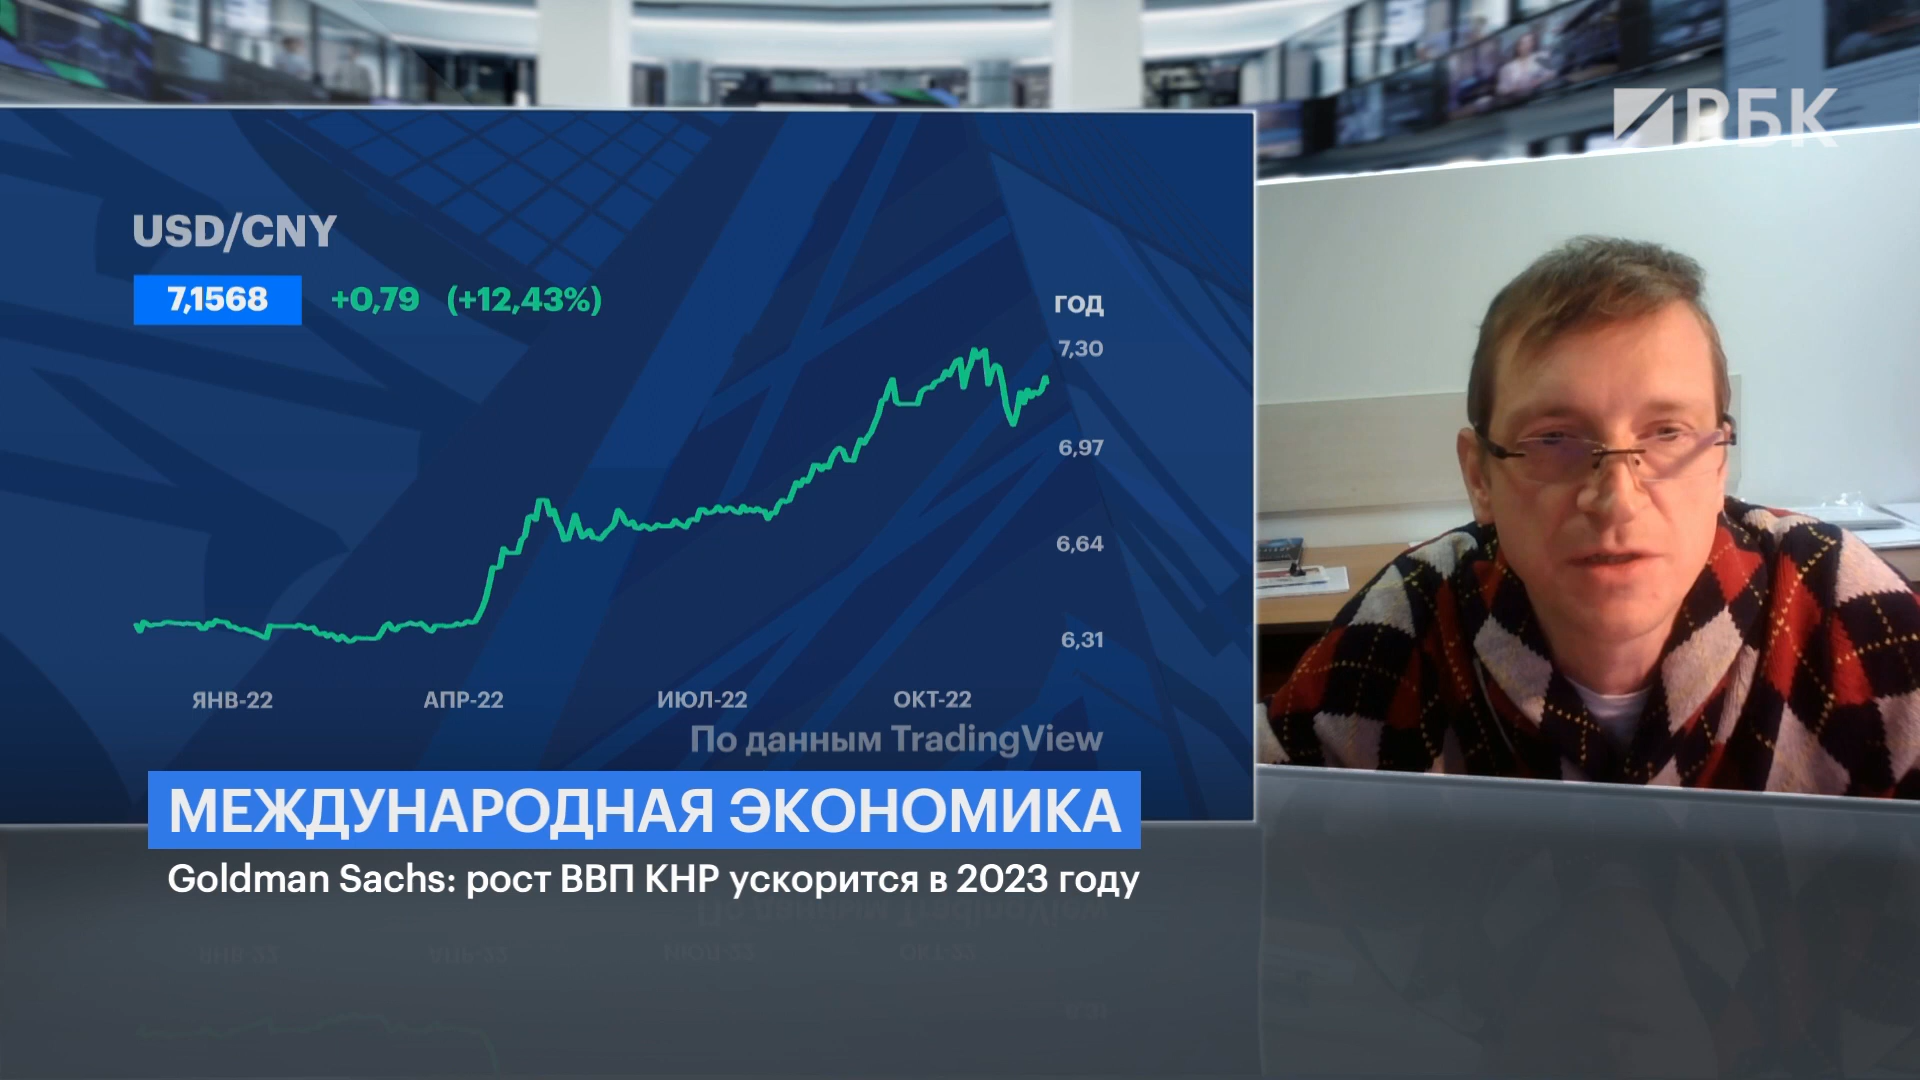 РБК
USD/CNY
7,1568 +0,79 (+12,43%)
ГОД
7,30
6,97
6,64
6,31
ЯНВ-22 АПР-22 ИЮЛ-22 ОКТ-22
По данным TradingView
МЕЖДУНАРОДНАЯ ЭКОНОМИКА
Goldman Sachs: рост ВВП КНР ускорится в 2023 году